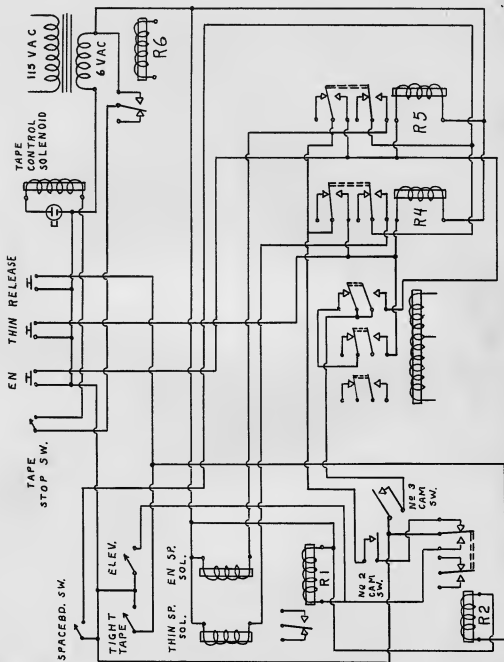 115 VAC
6 VAC
R6
TAPE
CONTROL
SOLENOID
RELEASE
THIN
EN
TAPE
STOP SW.
R5
R4
SPACEBD. SW.
TIGHT
TAPE
ELEV.
THIN SP.
SOL.
EN SP.
SOL.
R1
Nº 2
CAM
SW.
Nº 3
CAM
SW.
R2